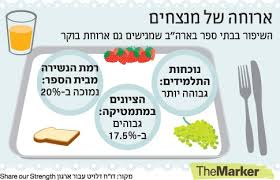 ארוחה של מנצחים
השיפור בבתי ספר בארה"ב שמגישים גם ארוחת בוקר
נוכחות
התלמידים:
גבוהה יותר
הציונים
במתמטיקה:
גבוהים
ב-17.5%
רמת הנשירה
מבית הספר:
נמוכה ב-20%
TheMarker
מקור: דו"ח דלויט עבור ארגון Share our Strength